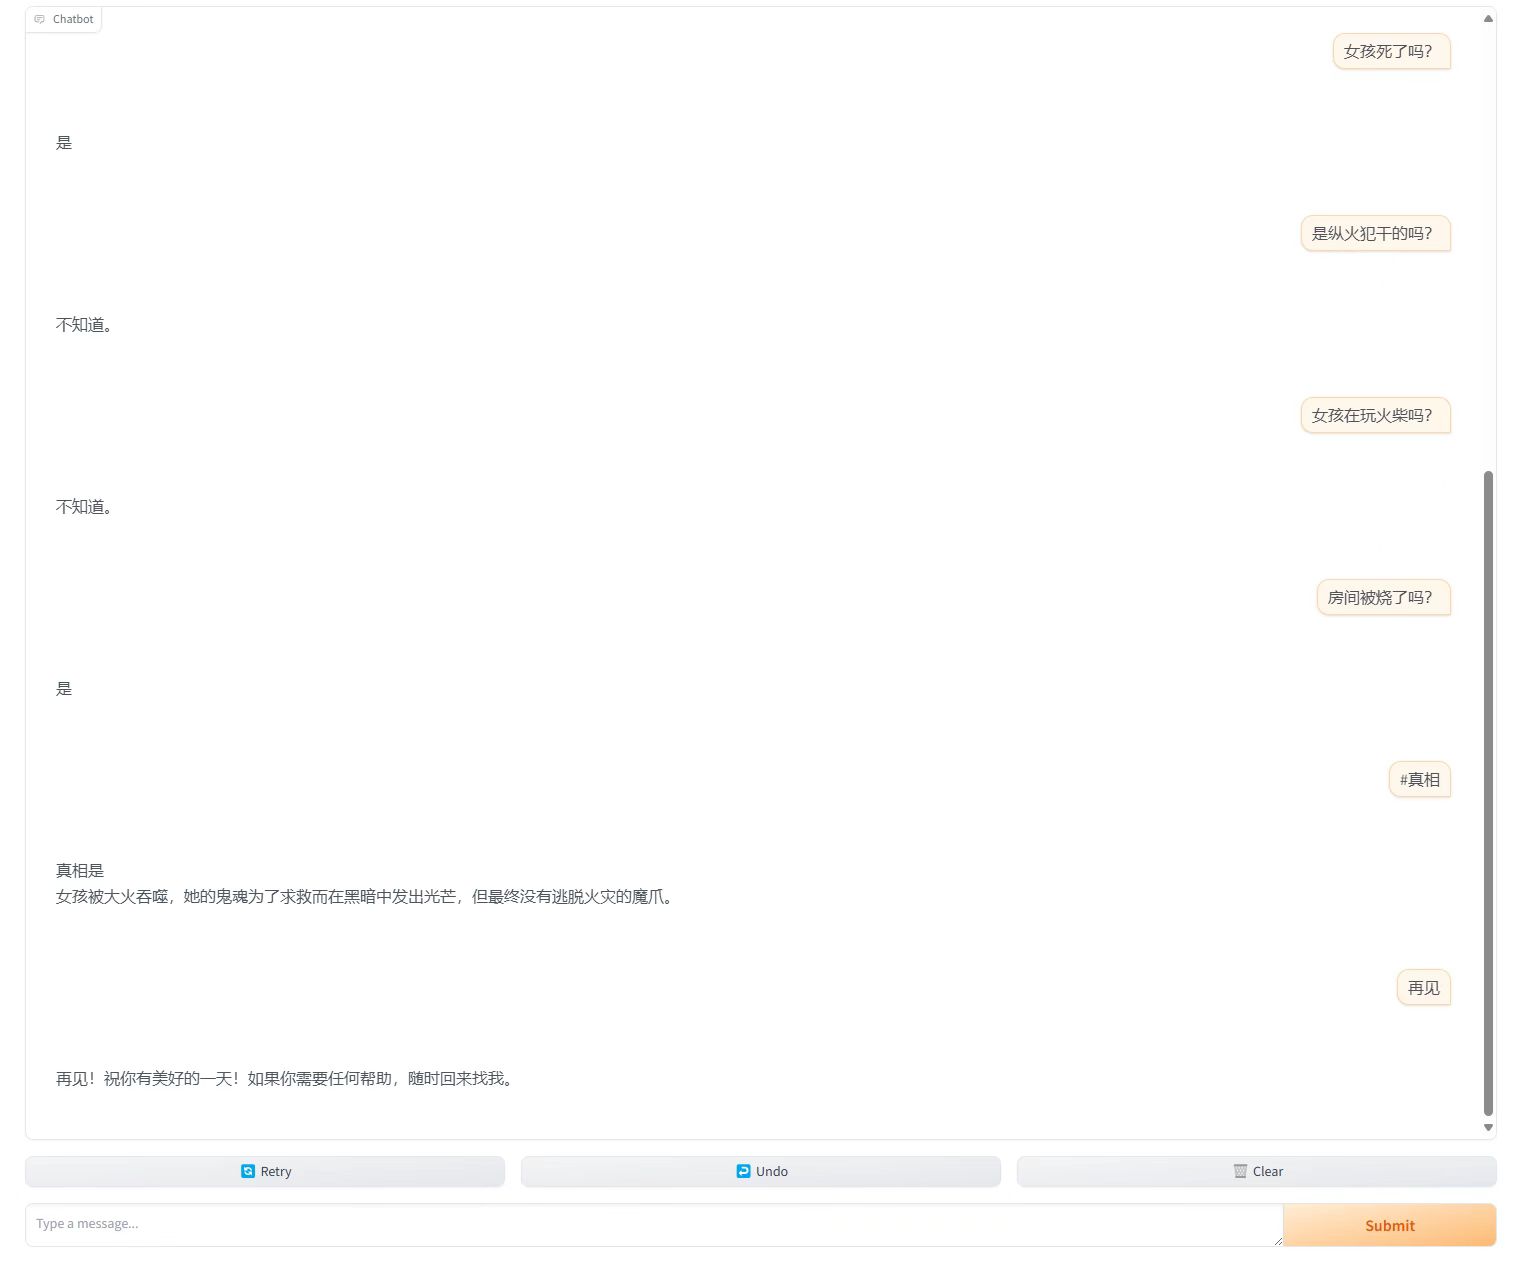 Chatbot
女孩死了吗？
是
是纵火犯干的吗？
不知道。
女孩在玩火柴吗？
不知道。
房间被烧了吗？
是
#真相
真相是
女孩被大火吞噬，她的鬼魂为了求救而在黑暗中发出光芒，但最终没有逃脱火灾的魔爪。
再见
再见！祝你有美好的一天！如果你需要任何帮助，随时回来找我。
Retry
Undo
Clear
Type a message...
Submit